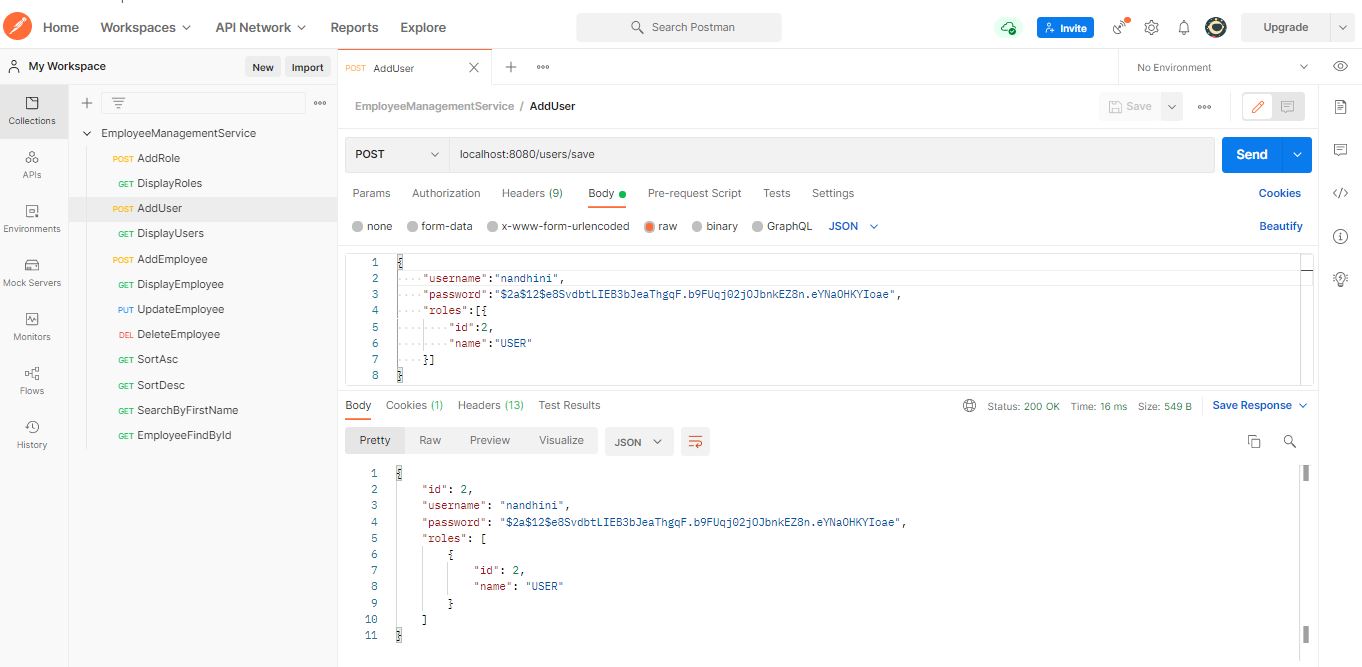 Home Workspaces API Network Reports Explore Search Postman Invite Upgrade
My Workspace New Import POST AddUser No Environment
Collections
APIs
Environments
Mock Servers
Monitors
Flows
History
EmployeeManagementService
POST AddRole
GET DisplayRoles
POST AddUser
GET DisplayUsers
POST AddEmployee
GET DisplayEmployee
PUT UpdateEmployee
DEL DeleteEmployee
GET SortAsc
GET SortDesc
GET SearchByFirstName
GET EmployeeFindById
EmployeeManagementService / AddUser Save
POST localhost:8080/users/save Send
Params Authorization Headers (9) Body Pre-request Script Tests Settings Cookies
none form-data x-www-form-urlencoded raw binary GraphQL JSON Beautify
1 {
2 "username":"nandhini",
3 "password":"$2a$12$e8SvdbtLIEB3bJeaThgqF.b9FUqj02jOJbnkEZ8n.eYNaOHKYIoae",
4 "roles":[{
5 "id":2,
6 "name":"USER"
7 }]
8 }
Body Cookies (1) Headers (13) Test Results Status: 200 OK Time: 16 ms Size: 549 B Save Response
Pretty Raw Preview Visualize JSON
1 {
2 "id": 2,
3 "username": "nandhini",
4 "password": "$2a$12$e8SvdbtLIEB3bJeaThgqF.b9FUqj02jOJbnkEZ8n.eYNaOHKYIoae",
5 "roles": [
6 {
7 "id": 2,
8 "name": "USER"
9 }
10 ]
11 }